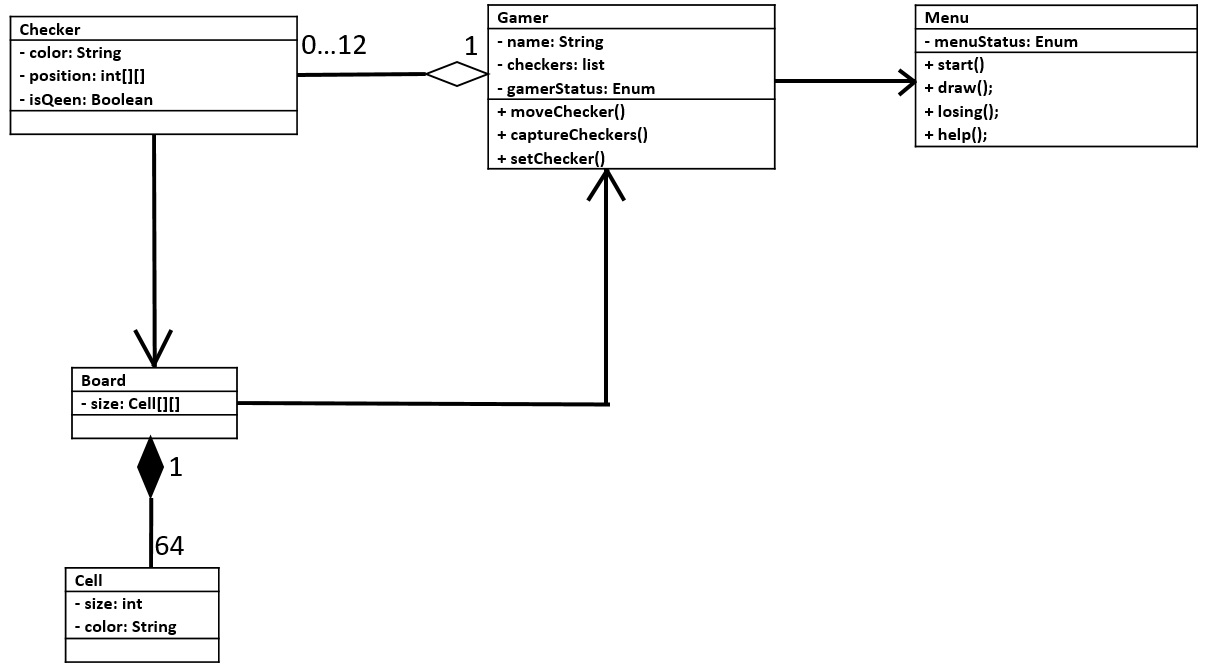 Checker
- color: String
- position: int[][]
- isQeen: Boolean
0...12
1
Gamer
- name: String
- checkers: list
- gamerStatus: Enum
+ moveChecker()
+ captureCheckers()
+ setChecker()
Menu
- menuStatus: Enum
+ start()
+ draw();
+ losing();
+ help();
Board
- size: Cell[][]
1
64
Cell
- size: int
- color: String